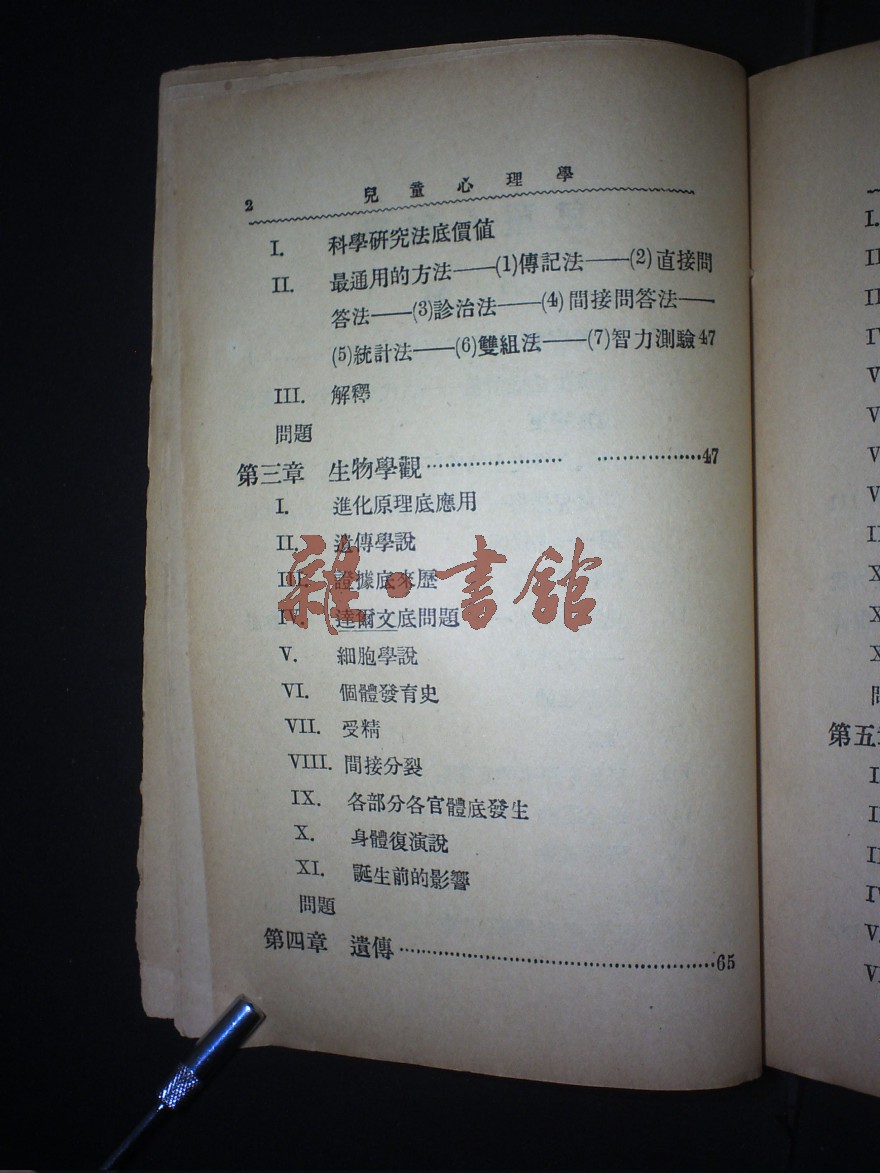 2 兒童心理學
I. 科學研究法底價值
II. 最通用的方法——(1)傳記法——(2)直接問
答法——(3)診治法——(4)間接問答法——
(5)統計法——(6)雙組法——(7)智力測驗47
III. 解釋
問題
第三章 生物學觀…………………… ………………47
I. 進化原理底應用
II. 遺傳學說
III. 證據底來歷
IV. 達爾文底問題
V. 細胞學說
VI. 個體發育史
VII. 受精
VIII. 間接分裂
IX. 各部分各官體底發生
X. 身體復演說
XI. 誕生前的影響
問題
第四章 遺傳……………………………………………65
雜·書館
I.
第五